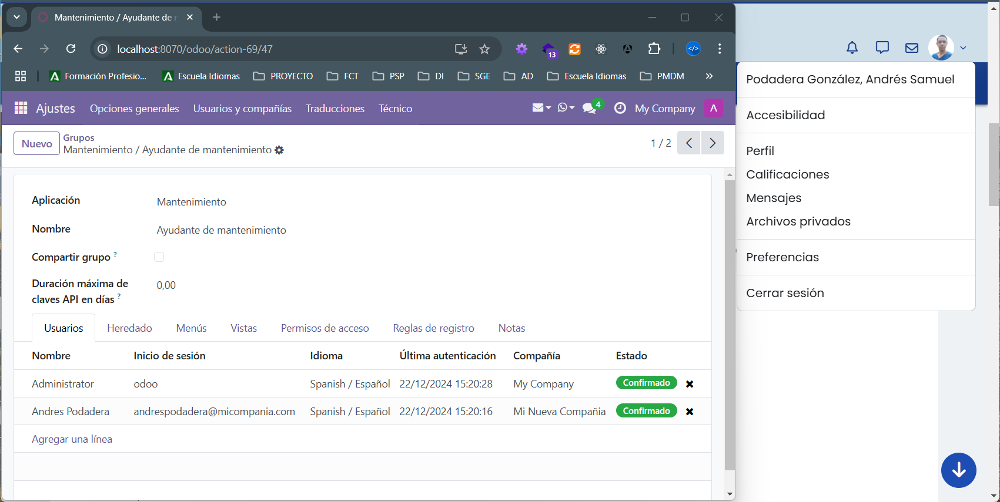 Mantenimiento / Ayudante de m
localhost:8070/odoo/action-69/47
13
Formación Profesio...
Escuela Idiomas
PROYECTO
FCT
PSP
DI
SGE
AD
Escuela Idiomas
PMDM
»
Ajustes
Opciones generales
Usuarios y compañías
Traducciones
Técnico
4
My Company
A
Nuevo
Grupos
Mantenimiento / Ayudante de mantenimiento
1 / 2
Aplicación
Mantenimiento
Nombre
Ayudante de mantenimiento
Compartir grupo ?
Duración máxima de
claves API en días ?
0,00
Usuarios
Heredado
Menús
Vistas
Permisos de acceso
Reglas de registro
Notas
Nombre
Inicio de sesión
Idioma
Última autenticación
Compañía
Estado
Administrator
odoo
Spanish / Español
22/12/2024 15:20:28
My Company
Confirmado
Andres Podadera
andrespodadera@micompania.com
Spanish / Español
22/12/2024 15:20:16
Mi Nueva Compañia
Confirmado
Agregar una línea
Podadera González, Andrés Samuel
Accesibilidad
Perfil
Calificaciones
Mensajes
Archivos privados
Preferencias
Cerrar sesión